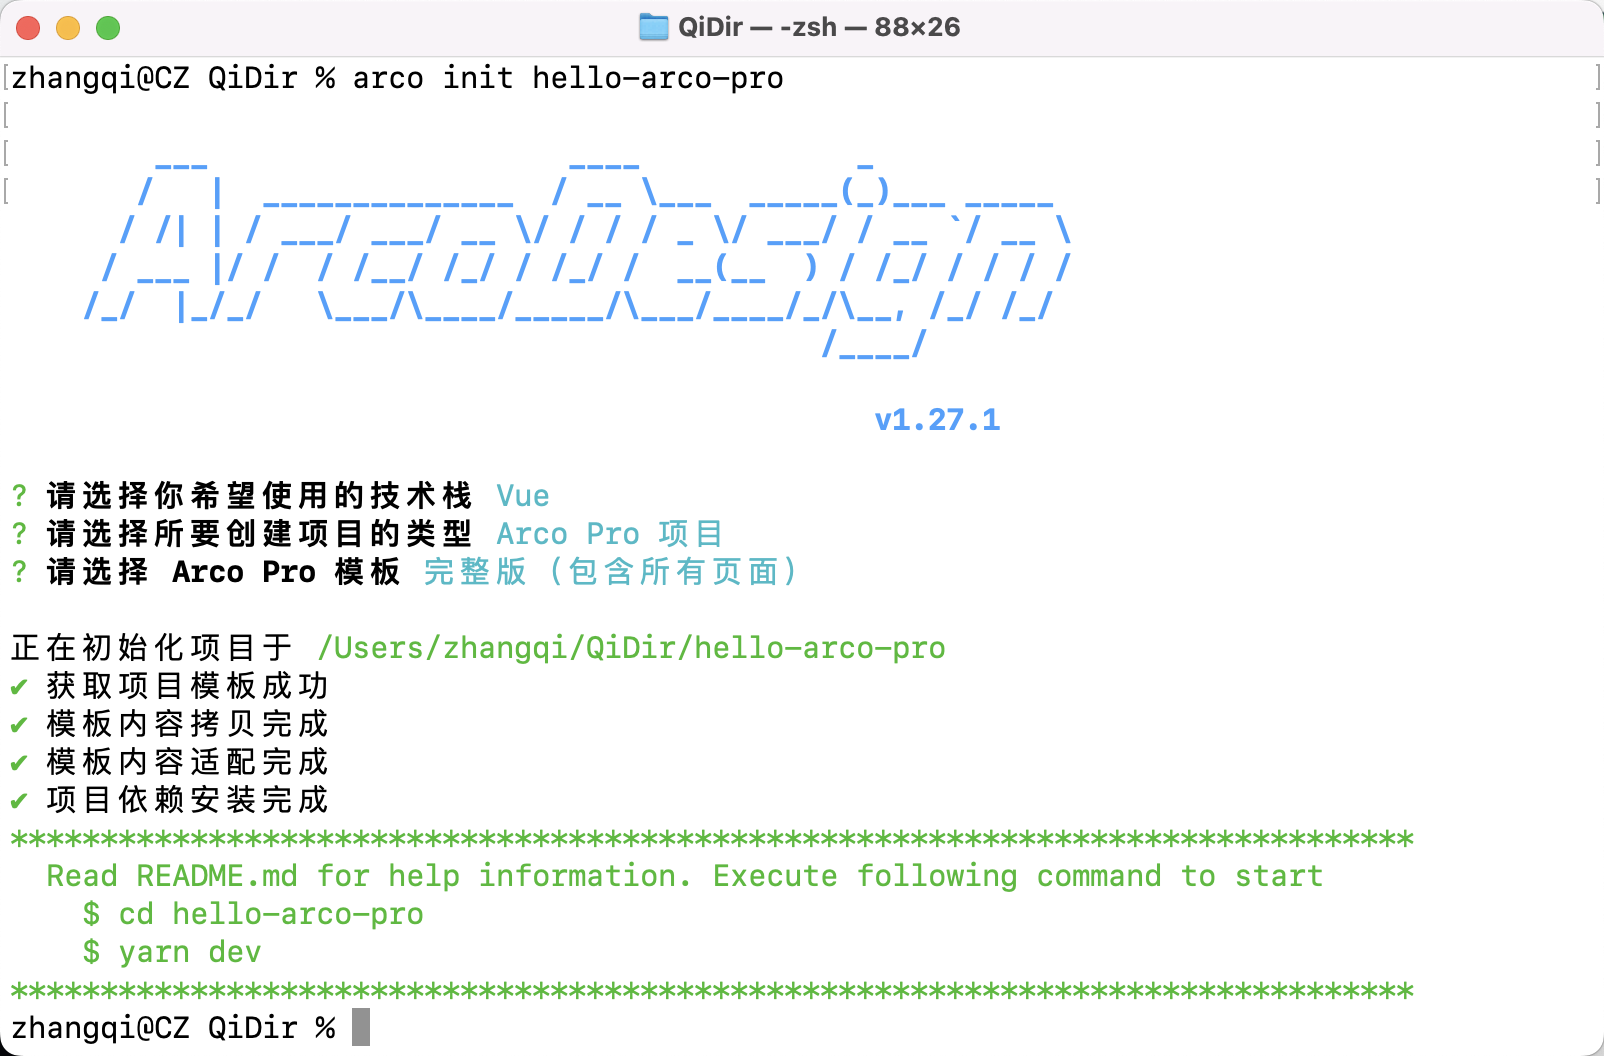 QiDir — -zsh — 88×26
zhangqi@CZ QiDir % arco init hello-arco-pro
ArcoDesign
v1.27.1
? 请选择你希望使用的技术栈 Vue
? 请选择所要创建项目的类型 Arco Pro 项目
? 请选择 Arco Pro 模板 完整版（包含所有页面）
正在初始化项目于 /Users/zhangqi/QiDir/hello-arco-pro
✔ 获取项目模板成功
✔ 模板内容拷贝完成
✔ 模板内容适配完成
✔ 项目依赖安装完成
******************************************************************************
Read README.md for help information. Execute following command to start
$ cd hello-arco-pro
$ yarn dev
******************************************************************************
zhangqi@CZ QiDir %